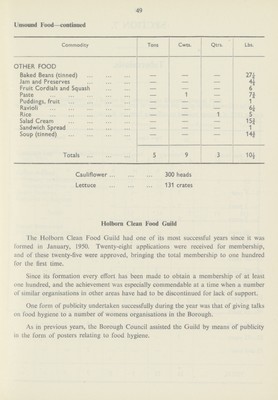 49
Unsound Food—continued
Commodity Tons Cwts. Qtrs. Lbs.
OTHER FOOD
Baked Beans (tinned) ... ... ... — — — 27½
Jam and Preserves ... ... ... — — — 4½
Fruit Cordials and Squash ... ... — — — 6
Paste ... ... ... ... — 1 — 7¾
Puddings, fruit ... ... ... — — — 1
Ravioli ... ... ... ... — — — 6½
Rice ... ... ... ... — — 1 5
Salad Cream ... ... ... — — — 15¾
Sandwich Spread ... ... ... — — — 1
Soup (tinned) ... ... ... — — — 14¾
Totals ... ... ... 5 9 3 10½
Cauliflower ... ... ... 300 heads
Lettuce ... ... ... 131 crates
Holborn Clean Food Guild
The Holborn Clean Food Guild had one of its most successful years since it was
formed in January, 1950. Twenty-eight applications were received for membership,
and of these twenty-five were approved, bringing the total membership to one hundred
for the first time.
Since its formation every effort has been made to obtain a membership of at least
one hundred, and the achievement was especially commendable at a time when a number
of similar organisations in other areas have had to be discontinued for lack of support.
One form of publicity undertaken successfully during the year was that of giving talks
on food hygiene to a number of womens organisations in the Borough.
As in previous years, the Borough Council assisted the Guild by means of publicity
in the form of posters relating to food hygiene.